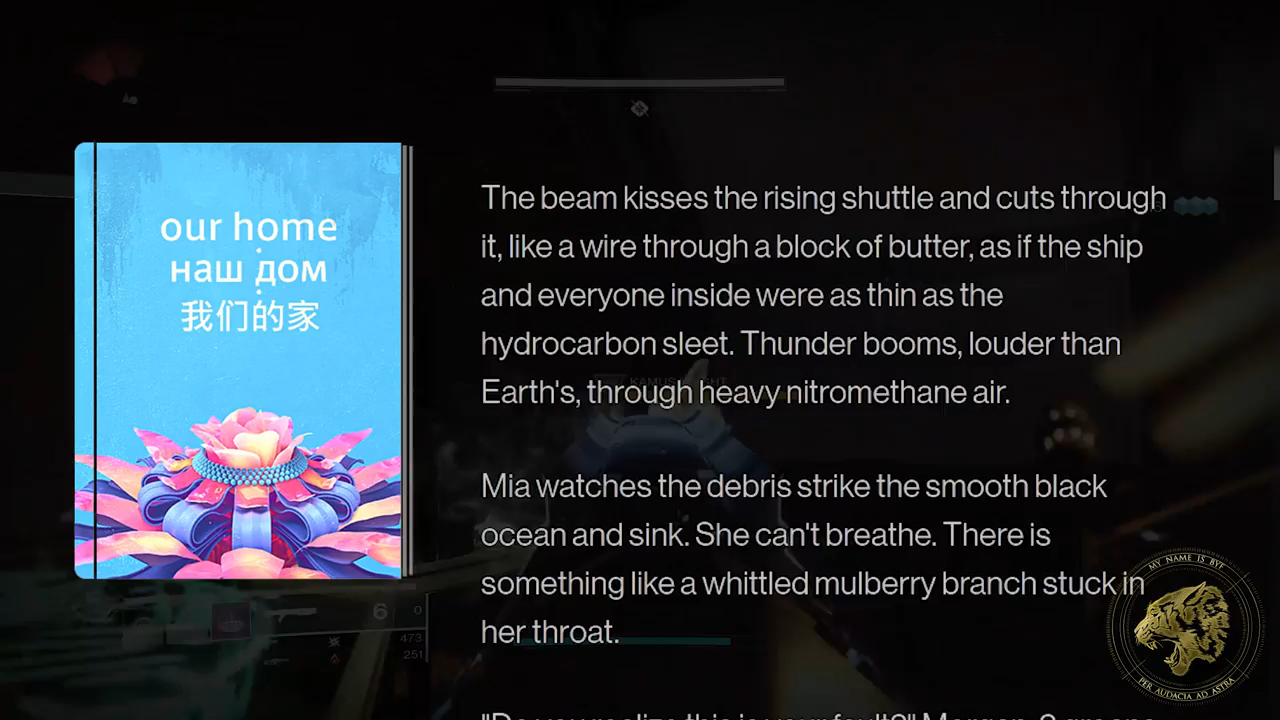 our home
наш дом
我们的家
The beam kisses the rising shuttle and cuts through
it, like a wire through a block of butter, as if the ship
and everyone inside were as thin as the
hydrocarbon sleet. Thunder booms, louder than
Earth's, through heavy nitromethane air.
Mia watches the debris strike the smooth black
ocean and sink. She can't breathe. There is
something like a whittled mulberry branch stuck in
her throat.
6
0
473
251
MY NAME IS BYF
PER AUDACIA AD ASTRA